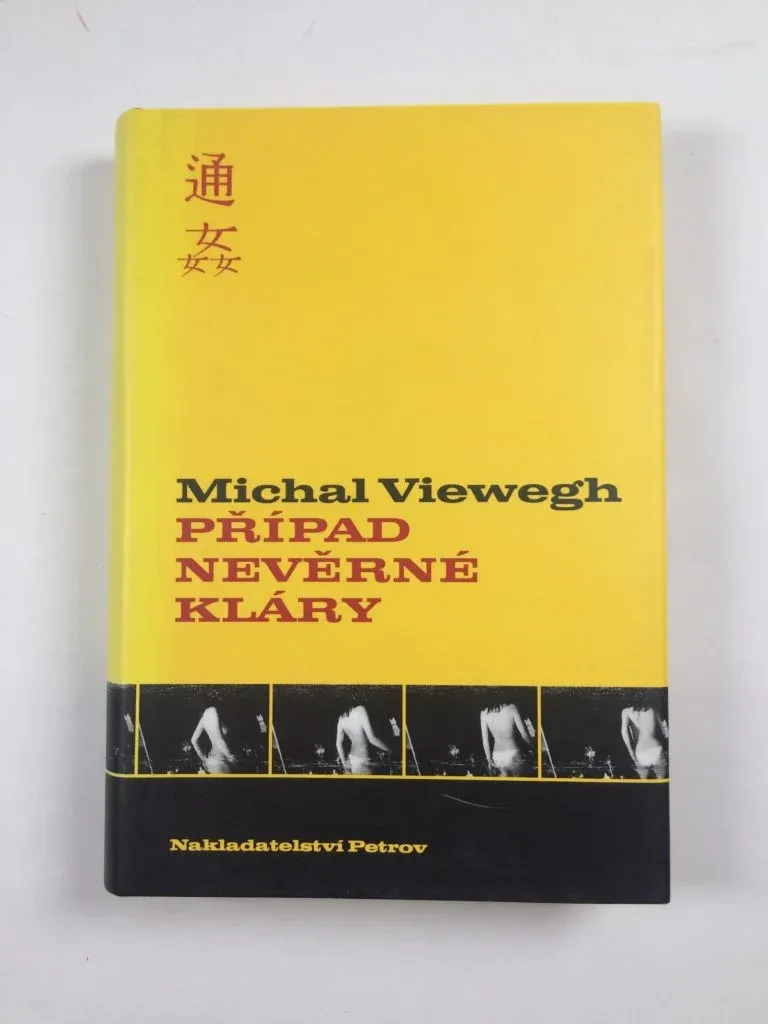 通
姦
Michal Viewegh
PŘÍPAD
NEVĚRNÉ
KLÁRY
Nakladatelství Petrov